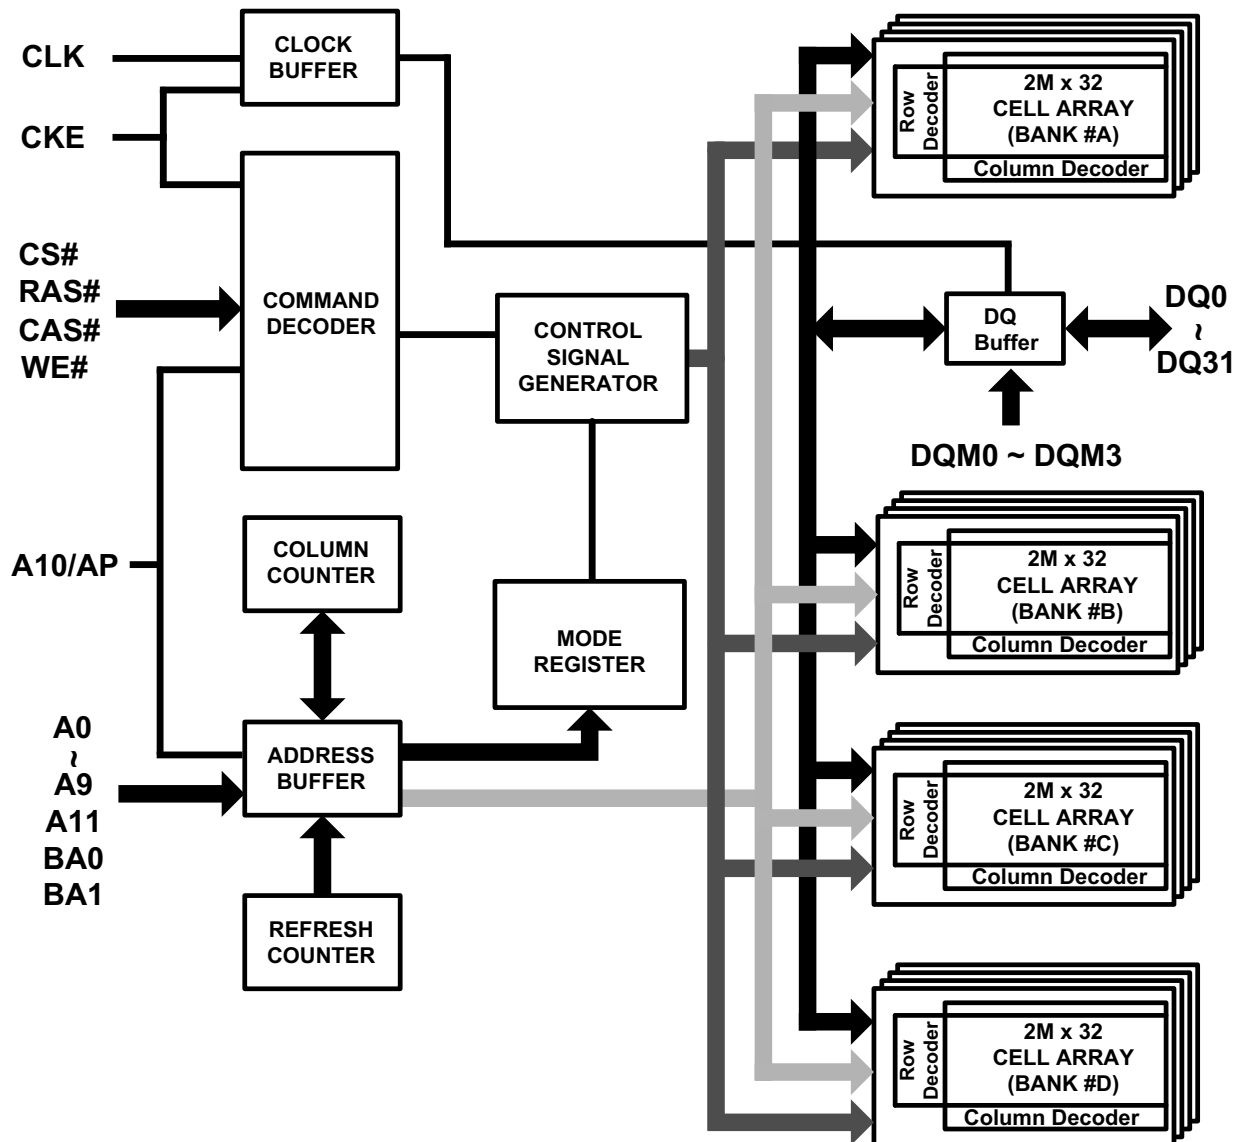 CLK
CKE
CLOCK
BUFFER
CS#
RAS#
CAS#
WE#
COMMAND
DECODER
CONTROL
SIGNAL
GENERATOR
A10/AP
COLUMN
COUNTER
MODE
REGISTER
A0
~
A9
A11
BA0
BA1
ADDRESS
BUFFER
REFRESH
COUNTER
Row
Decoder
2M x 32
CELL ARRAY
(BANK #A)
Column Decoder
DQ
Buffer
DQ0
~
DQ31
DQM0 ~ DQM3
Row
Decoder
2M x 32
CELL ARRAY
(BANK #B)
Column Decoder
Row
Decoder
2M x 32
CELL ARRAY
(BANK #C)
Column Decoder
Row
Decoder
2M x 32
CELL ARRAY
(BANK #D)
Column Decoder